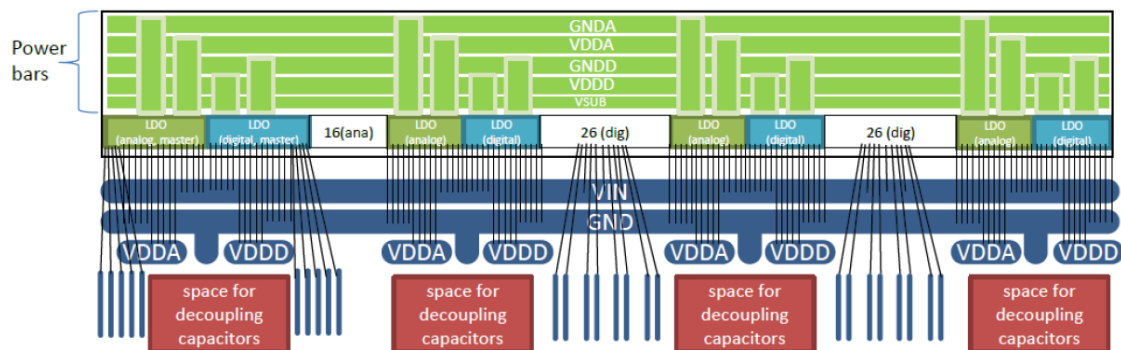 Power
bars
GNDA
VDDA
GNDD
VDDD
VSUB
LDO
(analog, master)
LDO
(digital, master)
16(ana)
LDO
(analog)
LDO
(digital)
26 (dig)
LDO
(analog)
LDO
(digital)
26 (dig)
LDO
(analog)
LDO
(digital)
VIN
GND
VDDA
VDDD
VDDA
VDDD
VDDA
VDDD
VDDA
VDDD
space for
decoupling
capacitors
space for
decoupling
capacitors
space for
decoupling
capacitors
space for
decoupling
capacitors